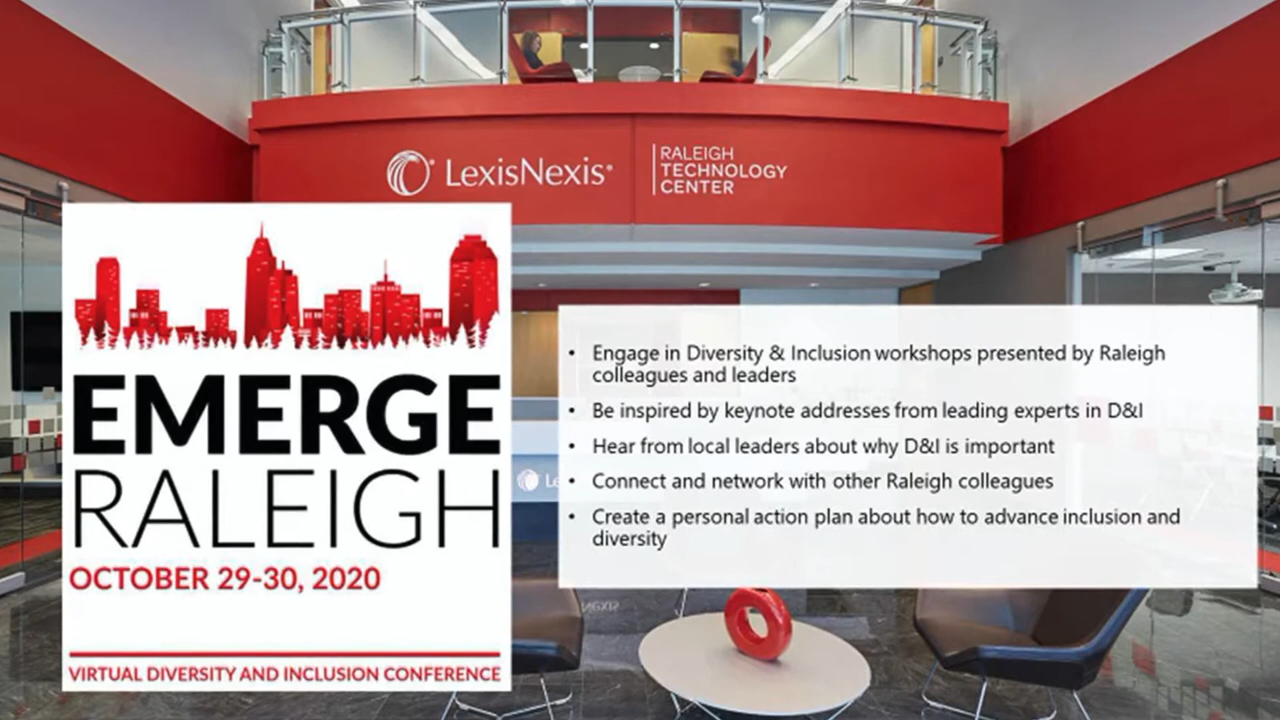 LexisNexis®
RALEIGH
TECHNOLOGY
CENTER
EMERGE
RALEIGH
OCTOBER 29-30, 2020
VIRTUAL DIVERSITY AND INCLUSION CONFERENCE
• Engage in Diversity & Inclusion workshops presented by Raleigh
colleagues and leaders
• Be inspired by keynote addresses from leading experts in D&I
• Hear from local leaders about why D&I is important
• Connect and network with other Raleigh colleagues
• Create a personal action plan about how to advance inclusion and
diversity
Le